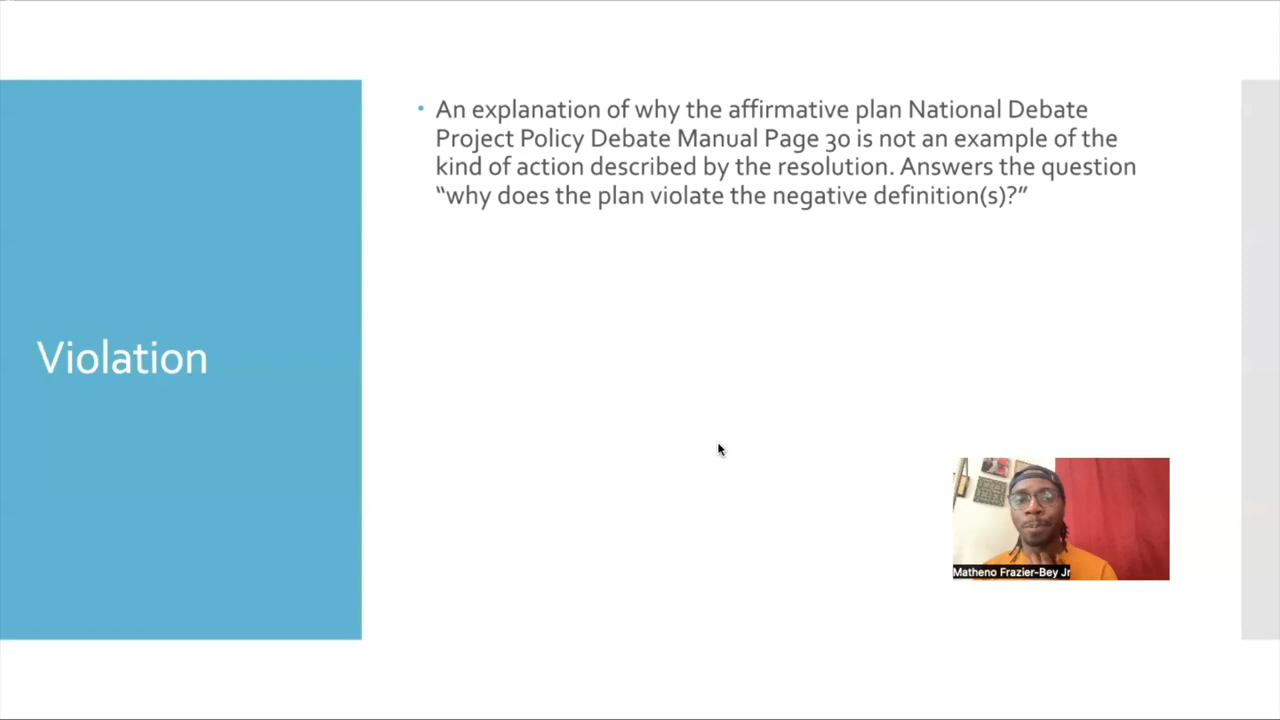 Violation
• An explanation of why the affirmative plan National Debate
Project Policy Debate Manual Page 30 is not an example of the
kind of action described by the resolution. Answers the question
“why does the plan violate the negative definition(s)?”
Matheno Frazier-Bey Jr